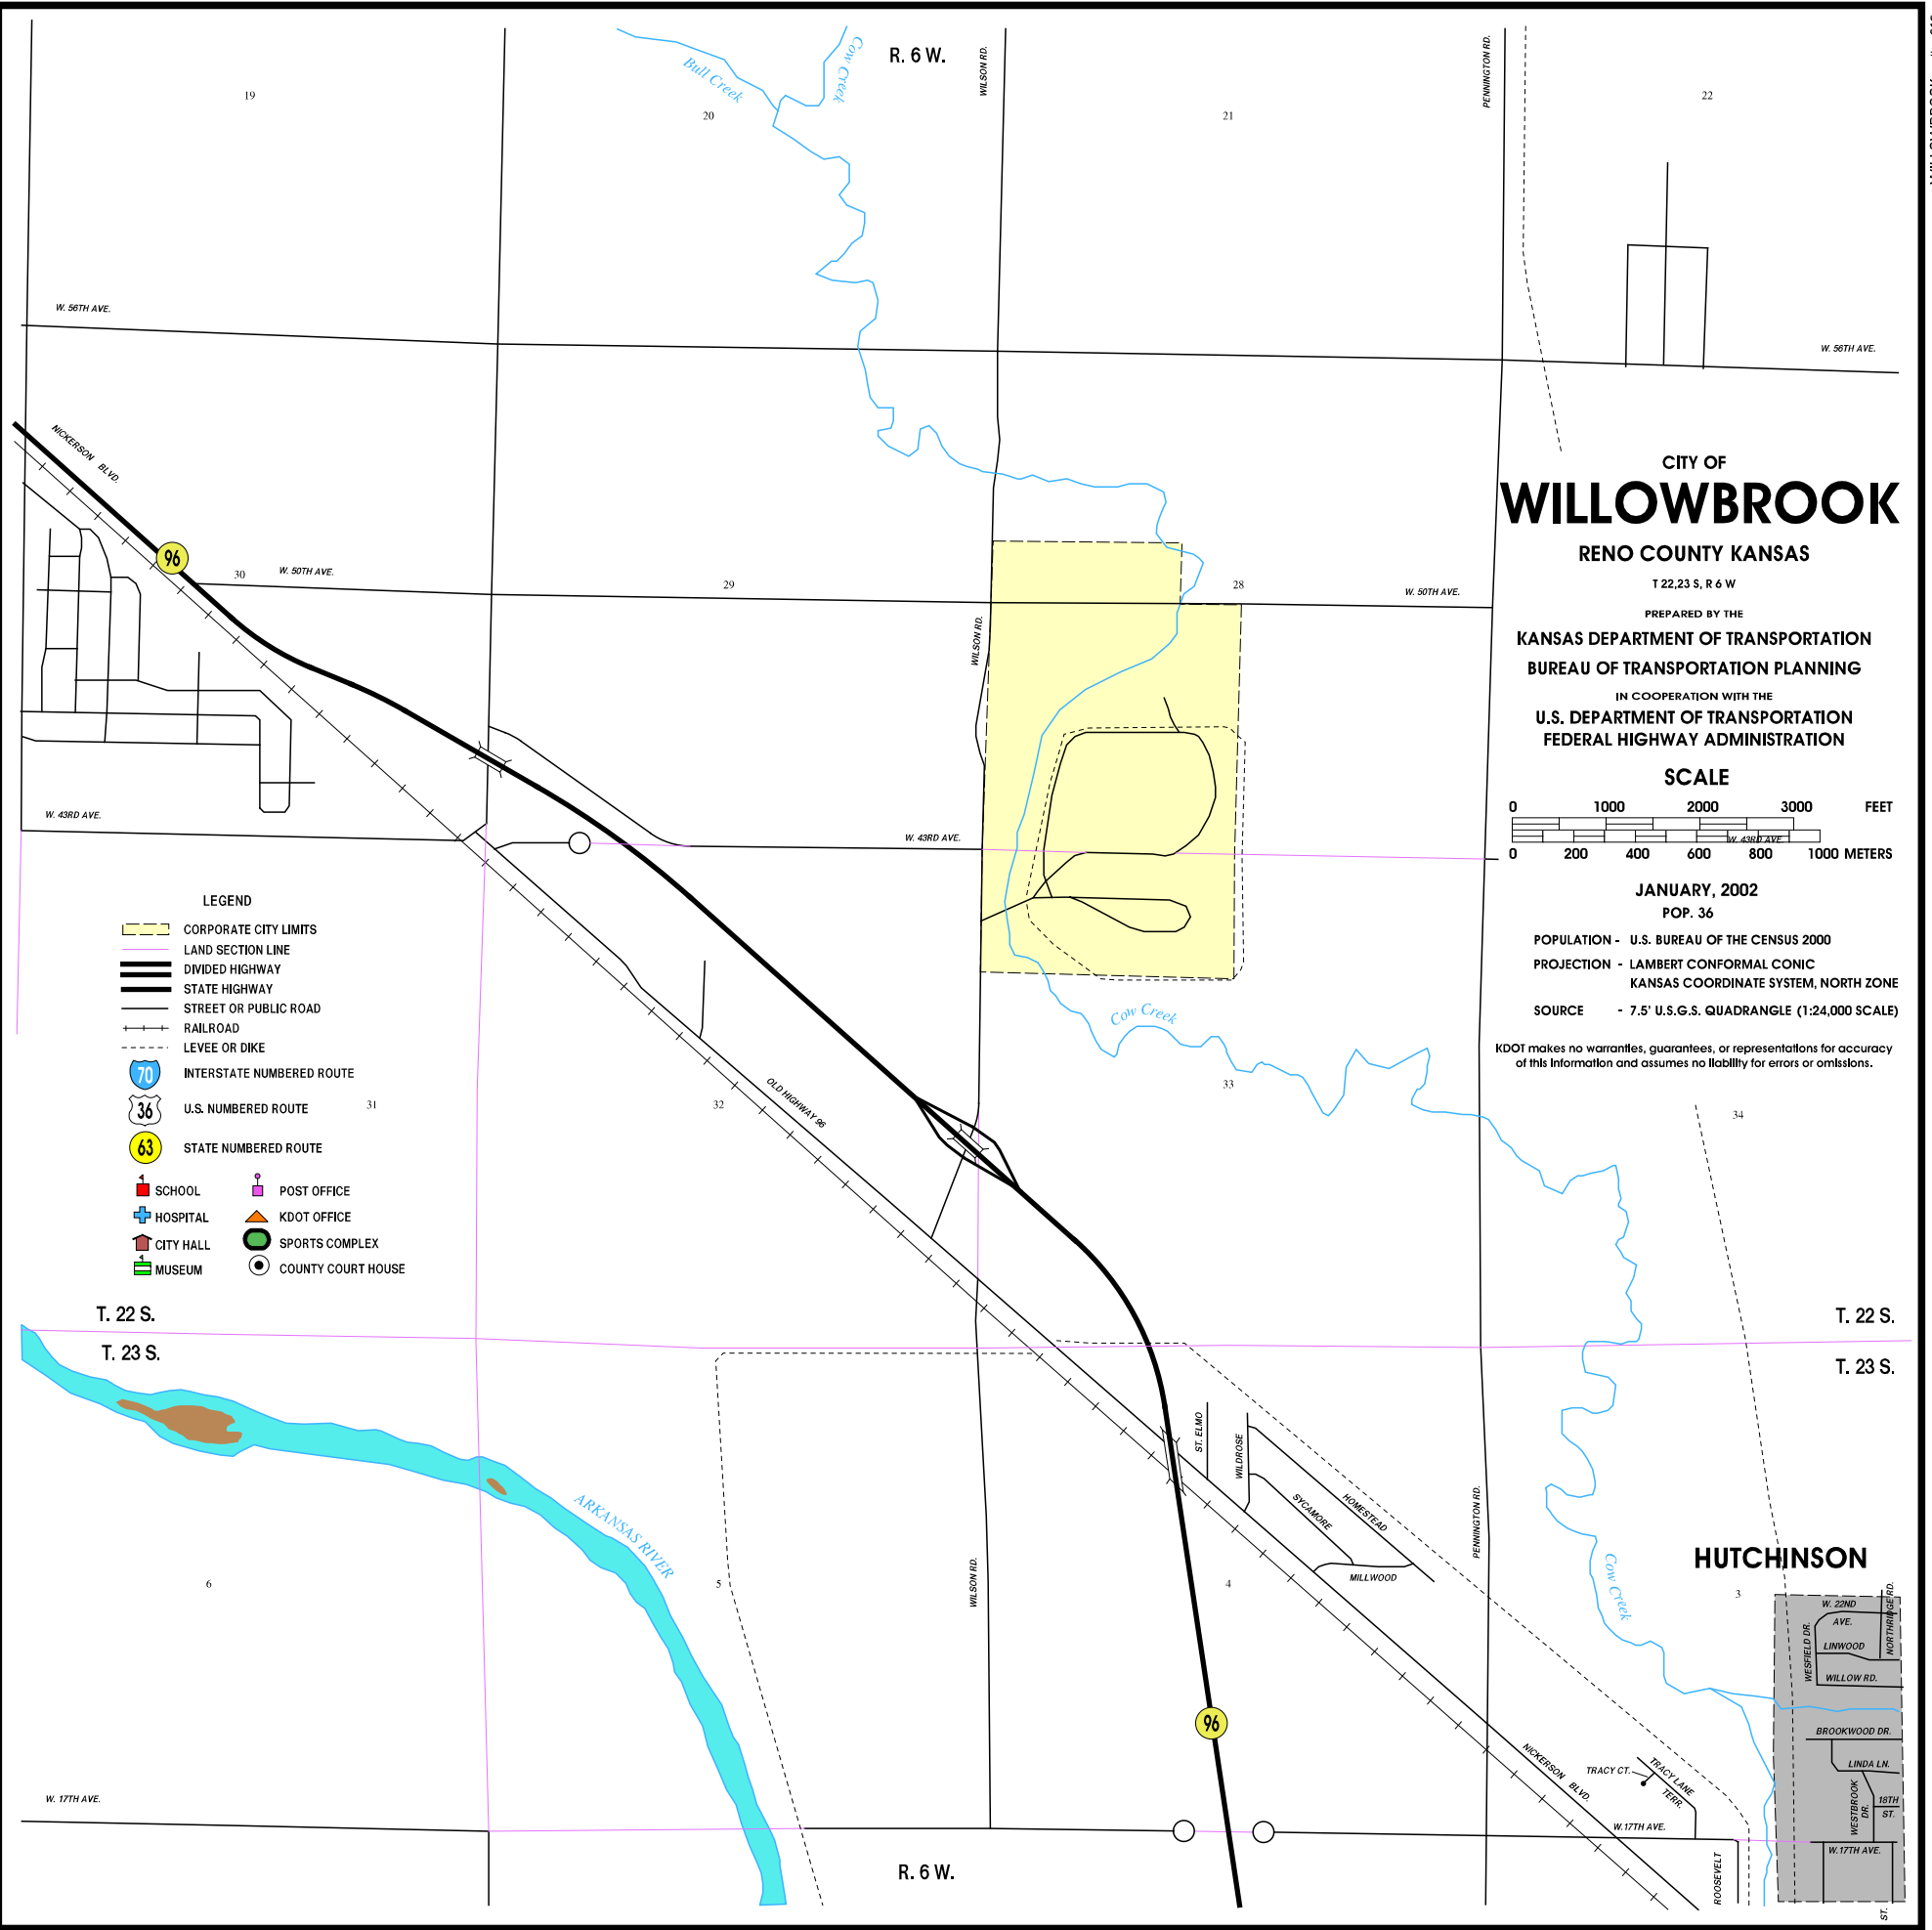 R. 6 W.
WILSON RD.
PENNINGTON RD.
Bull Creek
Cow Creek
19
20
21
22
W. 56TH AVE.
W. 56TH AVE.
NICKERSON BLVD.
96
30
W. 50TH AVE.
29
28
W. 50TH AVE.
WILSON RD.
W. 43RD AVE.
W. 43RD AVE.
CITY OF
WILLOWBROOK
RENO COUNTY KANSAS
T 22,23 S, R 6 W
PREPARED BY THE
KANSAS DEPARTMENT OF TRANSPORTATION
BUREAU OF TRANSPORTATION PLANNING
IN COOPERATION WITH THE
U.S. DEPARTMENT OF TRANSPORTATION
FEDERAL HIGHWAY ADMINISTRATION
SCALE
0 1000 2000 3000 FEET
W. 43RD AVE.
0 200 400 600 800 1000 METERS
JANUARY, 2002
POP. 36
POPULATION - U.S. BUREAU OF THE CENSUS 2000
PROJECTION - LAMBERT CONFORMAL CONIC
KANSAS COORDINATE SYSTEM, NORTH ZONE
SOURCE - 7.5' U.S.G.S. QUADRANGLE (1:24,000 SCALE)
KDOT makes no warranties, guarantees, or representations for accuracy
of this information and assumes no liability for errors or omissions.
LEGEND
CORPORATE CITY LIMITS
LAND SECTION LINE
DIVIDED HIGHWAY
STATE HIGHWAY
STREET OR PUBLIC ROAD
RAILROAD
LEVEE OR DIKE
70 INTERSTATE NUMBERED ROUTE
36 U.S. NUMBERED ROUTE
63 STATE NUMBERED ROUTE
SCHOOL
POST OFFICE
HOSPITAL
KDOT OFFICE
CITY HALL
SPORTS COMPLEX
MUSEUM
COUNTY COURT HOUSE
31
32
33
34
OLD HIGHWAY 96
Cow Creek
T. 22 S.
T. 23 S.
T. 22 S.
T. 23 S.
ARKANSAS RIVER
6
5
4
3
WILSON RD.
ST. ELMO
WILDROSE
SYCAMORE
HOMESTEAD
MILLWOOD
PENNINGTON RD.
Cow Creek
96
NICKERSON BLVD.
TRACY CT.
TRACY LANE
TERR.
W. 17TH AVE.
W.17TH AVE.
ROOSEVELT
R. 6 W.
HUTCHINSON
W. 22ND
AVE.
NORTHRIDGE RD.
WESFIELD DR.
LINWOOD
WILLOW RD.
BROOKWOOD DR.
LINDA LN.
WESTBROOK
DR.
18TH
ST.
W.17TH AVE.
ST.